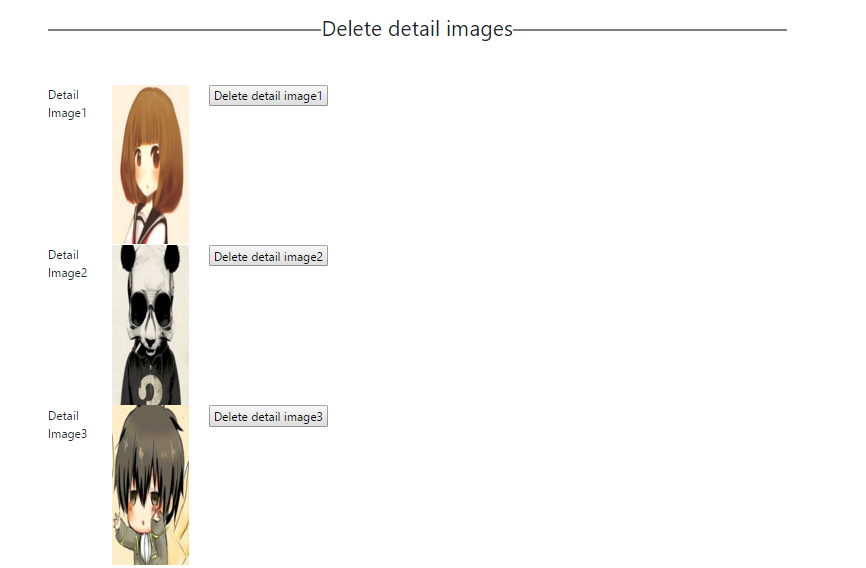 Delete detail images
Detail
Image1
Delete detail image1
Detail
Image2
Delete detail image2
Detail
Image3
Delete detail image3